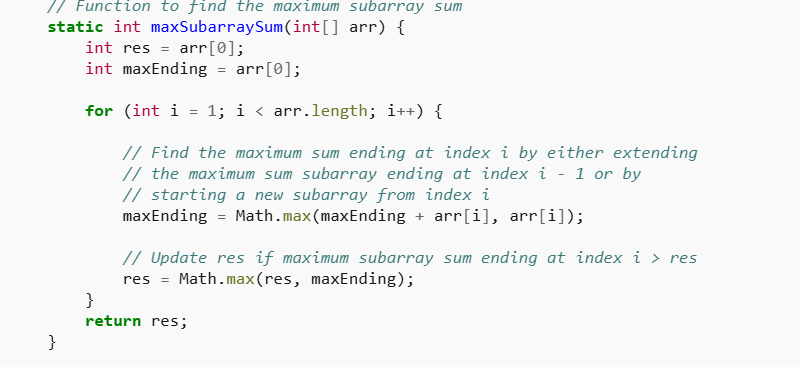 // Function to find the maximum subarray sum
static int maxSubarraySum(int[] arr) {
int res = arr[0];
int maxEnding = arr[0];
for (int i = 1; i < arr.length; i++) {
// Find the maximum sum ending at index i by either extending
// the maximum sum subarray ending at index i - 1 or by
// starting a new subarray from index i
maxEnding = Math.max(maxEnding + arr[i], arr[i]);
// Update res if maximum subarray sum ending at index i > res
res = Math.max(res, maxEnding);
}
return res;
}